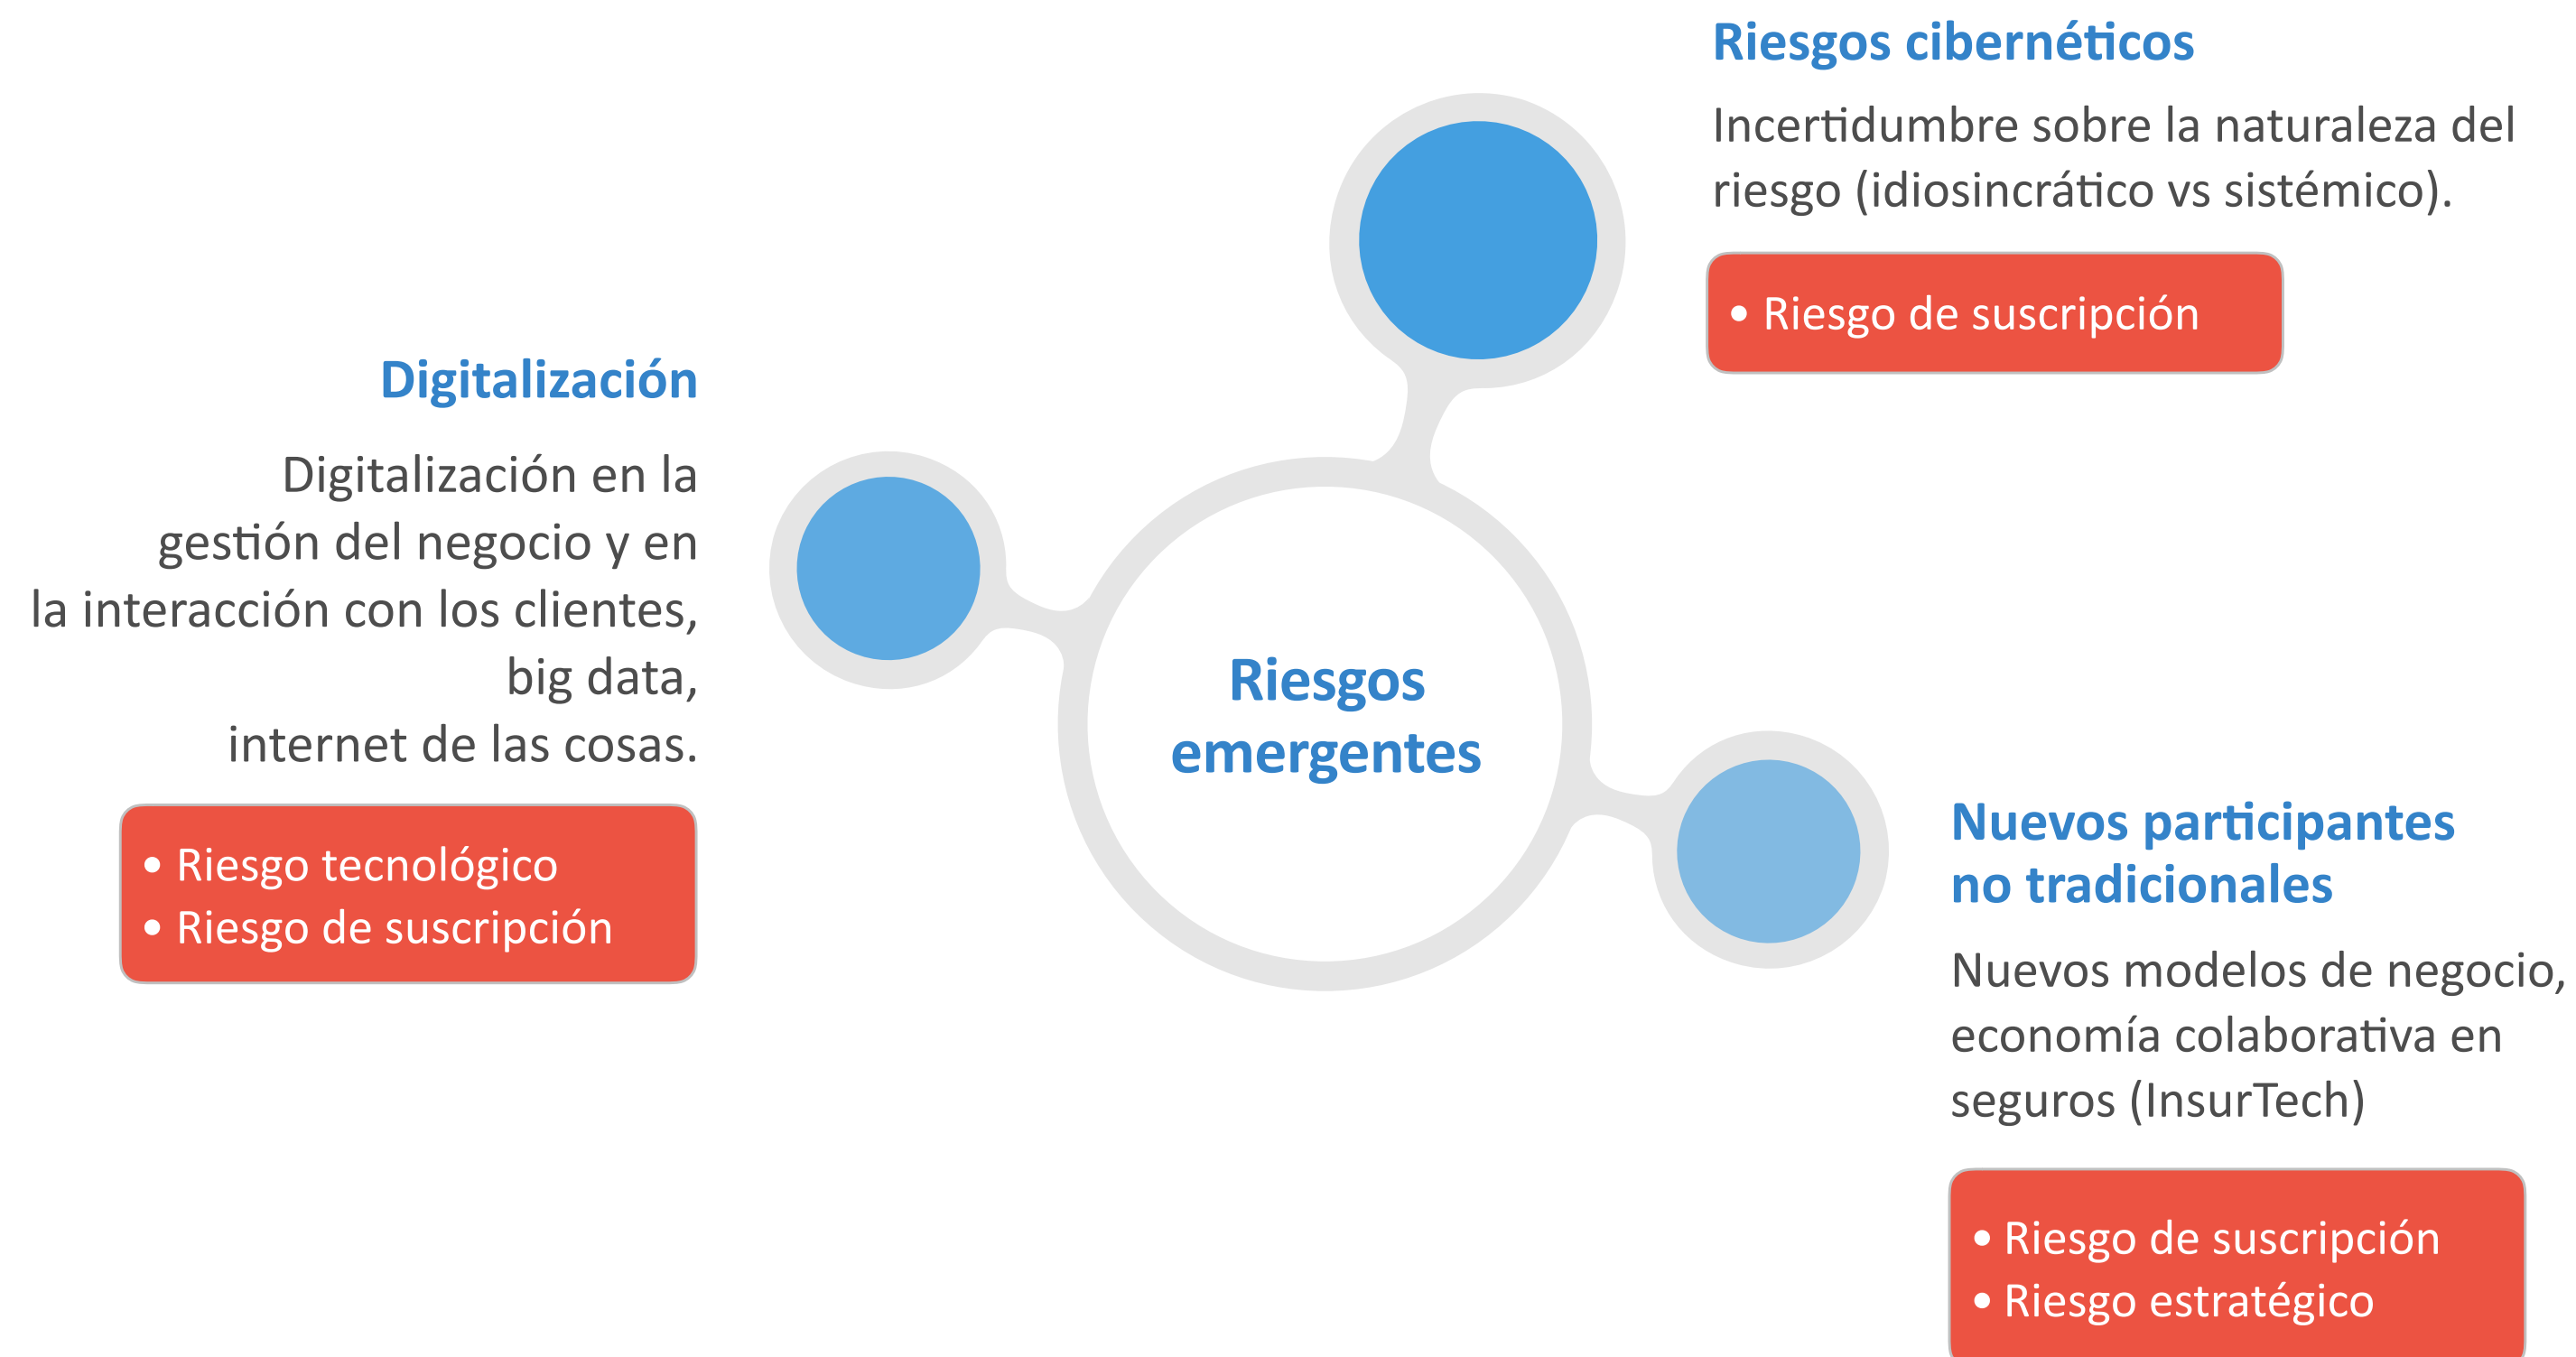 Riesgos cibernéticos
Incertidumbre sobre la naturaleza del
riesgo (idiosincrático vs sistémico).
• Riesgo de suscripción
Digitalización
Digitalización en la
gestión del negocio y en
la interacción con los clientes,
big data,
internet de las cosas.
• Riesgo tecnológico
• Riesgo de suscripción
Riesgos
emergentes
Nuevos participantes
no tradicionales
Nuevos modelos de negocio,
economía colaborativa en
seguros (InsurTech)
• Riesgo de suscripción
• Riesgo estratégico